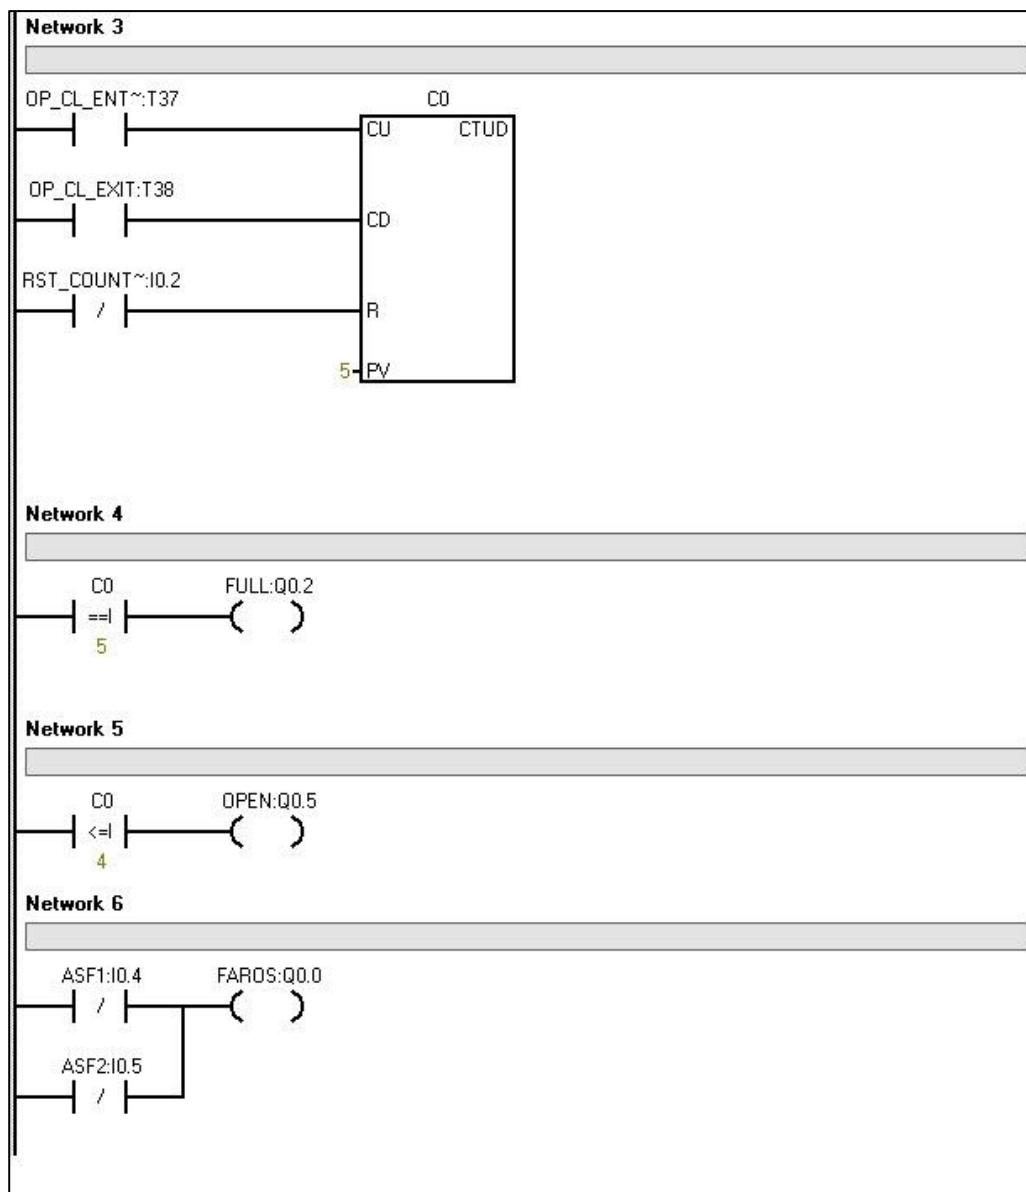 Network 3
OP_CL_ENT~:T37
C0
CU CTUD
OP_CL_EXIT:T38
CD
RST_COUNT~:I0.2
/
R
5 PV
Network 4
C0 FULL:Q0.2
==I
5
Network 5
C0 OPEN:Q0.5
<=I
4
Network 6
ASF1:I0.4 FAROS:Q0.0
/
ASF2:I0.5
/